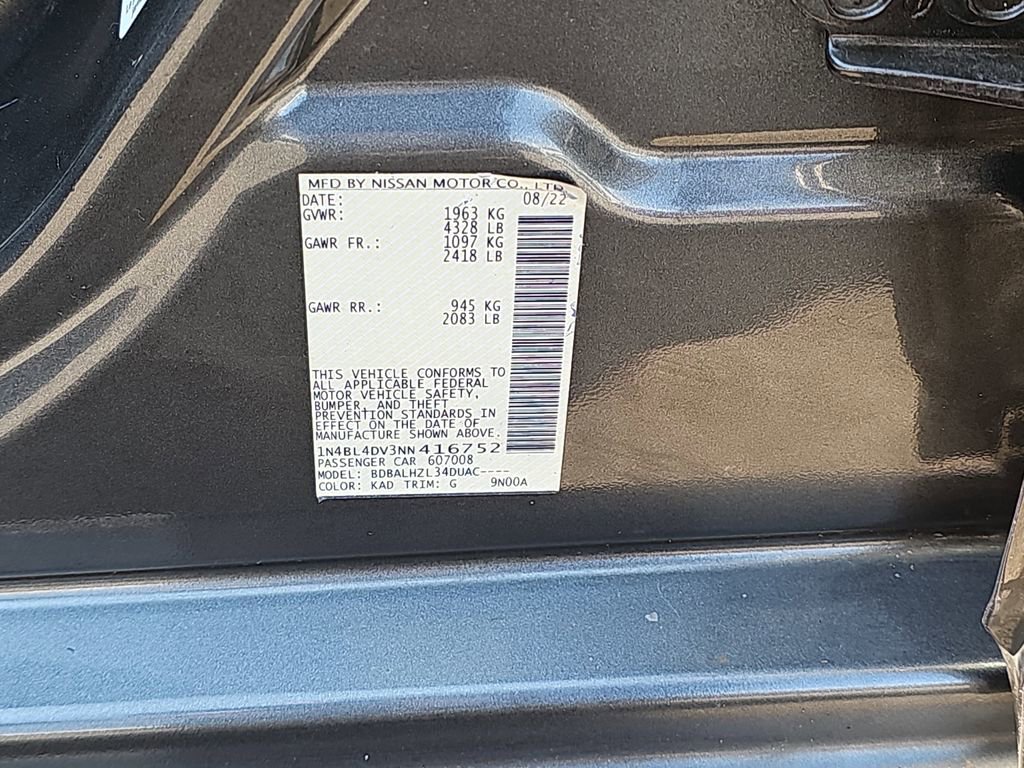 MFD BY NISSAN MOTOR CO., LTD
DATE: 08/22
GVWR: 1963 KG
4328 LB
GAWR FR.: 1097 KG
2418 LB
GAWR RR.: 945 KG
2083 LB
THIS VEHICLE CONFORMS TO
ALL APPLICABLE FEDERAL
MOTOR VEHICLE SAFETY,
BUMPER, AND THEFT
PREVENTION STANDARDS IN
EFFECT ON THE DATE OF
MANUFACTURE SHOWN ABOVE.
1N4BL4DV3NN416752
PASSENGER CAR 607008
MODEL: BDBALHZL34DUAC----
COLOR: KAD TRIM: G 9N00A